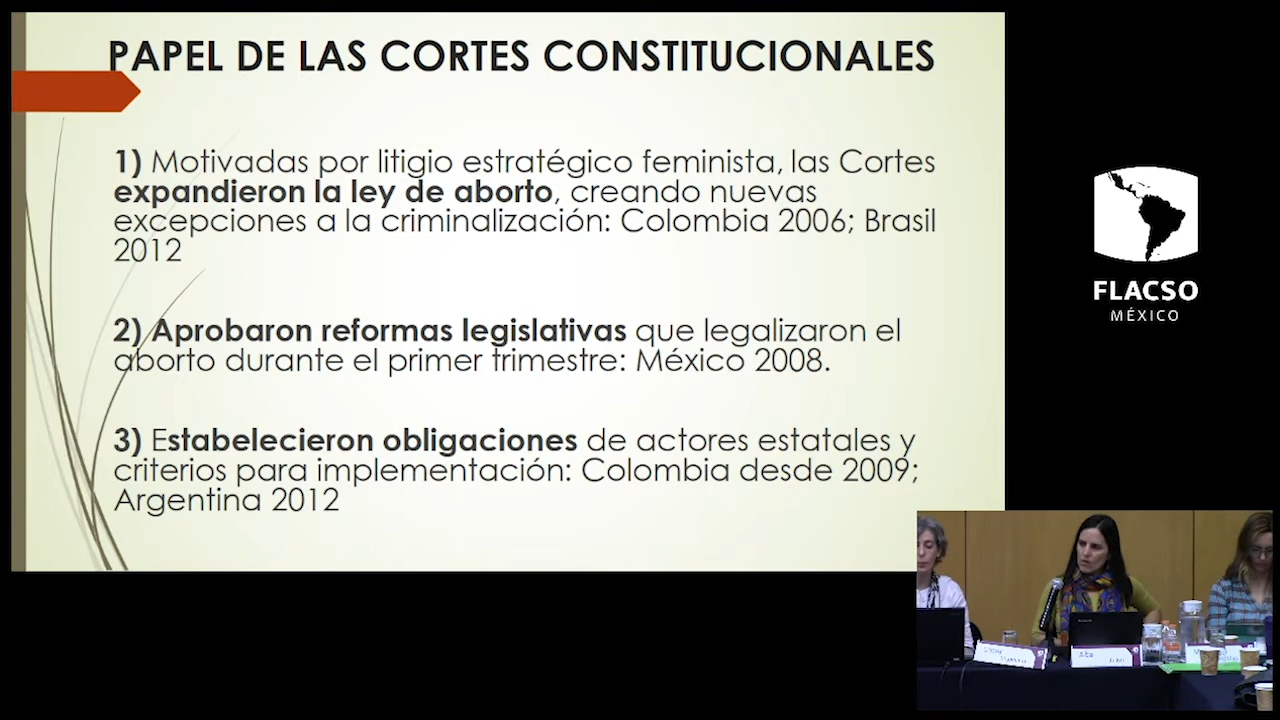 PAPEL DE LAS CORTES CONSTITUCIONALES
1) Motivadas por litigio estratégico feminista, las Cortes
expandieron la ley de aborto, creando nuevas
excepciones a la criminalización: Colombia 2006; Brasil
2012
2) Aprobaron reformas legislativas que legalizaron el
aborto durante el primer trimestre: México 2008.
3) Estabelecieron obligaciones de actores estatales y
criterios para implementación: Colombia desde 2009;
Argentina 2012
FLACSO
MÉXICO